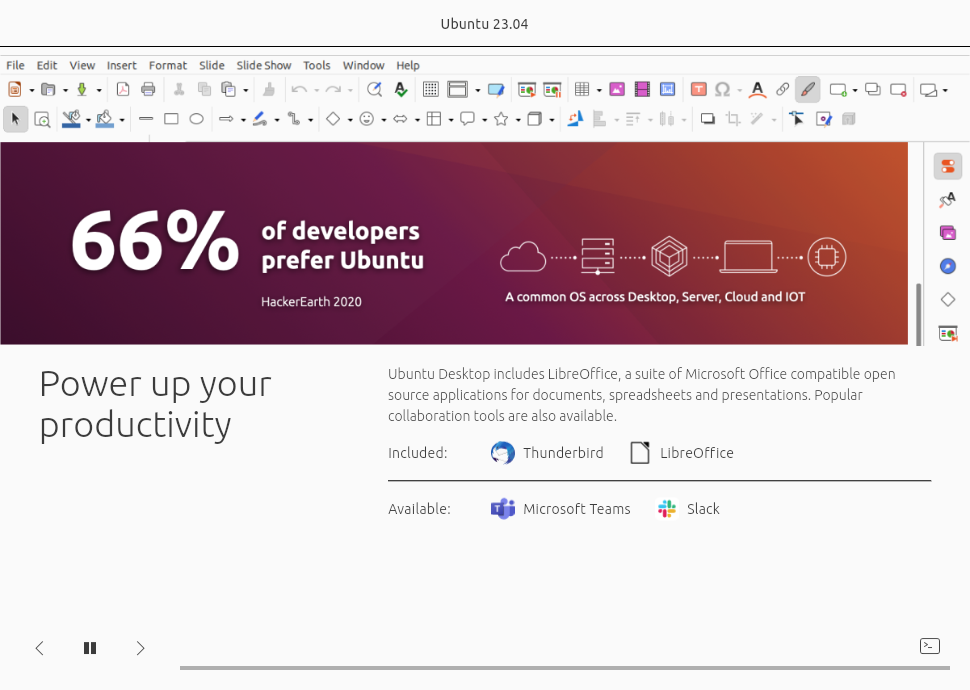 Ubuntu 23.04
File Edit View Insert Format Slide Slide Show Tools Window Help
66% of developers
prefer Ubuntu
HackerEarth 2020
A common OS across Desktop, Server, Cloud and IOT
Power up your
productivity
Ubuntu Desktop includes LibreOffice, a suite of Microsoft Office compatible open
source applications for documents, spreadsheets and presentations. Popular
collaboration tools are also available.
Included: Thunderbird LibreOffice
Available: Microsoft Teams Slack